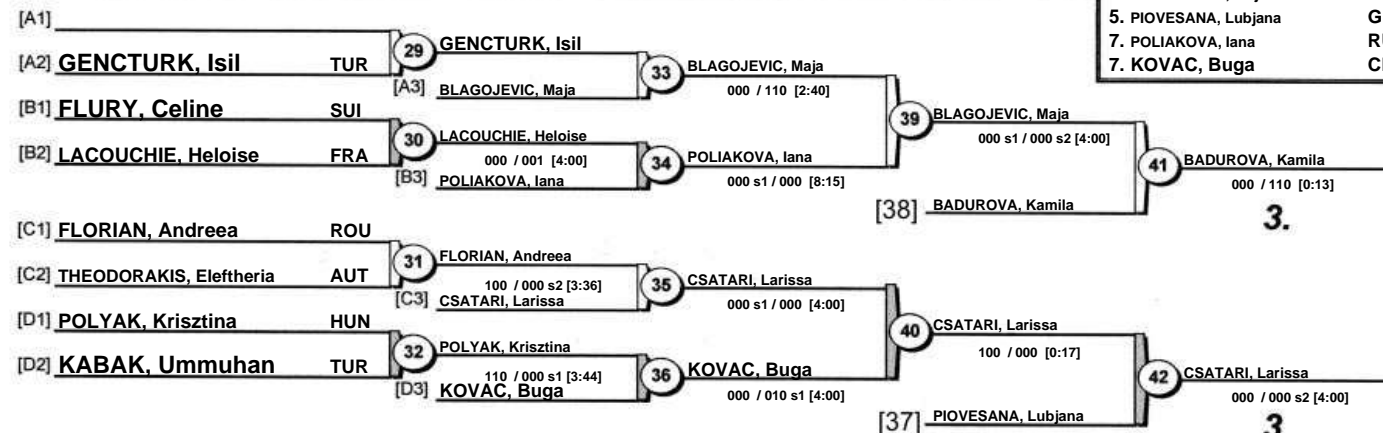 5. PIOVESANA, Lubjana G
7. POLIAKOVA, Iana
7. KOVAC, Buga
[A1]
[A2] GENCTURK, Isil TUR
29
GENCTURK, Isil
[A3] BLAGOJEVIC, Maja
33
BLAGOJEVIC, Maja
000 / 110 [2:40]
[B1] FLURY, Celine SUI
[B2] LACOUCHIE, Heloise FRA
30
LACOUCHIE, Heloise
000 / 001 [4:00]
[B3] POLIAKOVA, Iana
34
POLIAKOVA, Iana
000 s1 / 000 [8:15]
39
BLAGOJEVIC, Maja
000 s1 / 000 s2 [4:00]
[38] BADUROVA, Kamila
41
BADUROVA, Kamila
000 / 110 [0:13]
3.
[C1] FLORIAN, Andreea ROU
[C2] THEODORAKIS, Eleftheria AUT
31
FLORIAN, Andreea
100 / 000 s2 [3:36]
[C3] CSATARI, Larissa
35
CSATARI, Larissa
000 s1 / 000 [4:00]
[D1] POLYAK, Krisztina HUN
[D2] KABAK, Ummuhan TUR
32
POLYAK, Krisztina
110 / 000 s1 [3:44]
[D3] KOVAC, Buga
36
KOVAC, Buga
000 / 010 s1 [4:00]
40
CSATARI, Larissa
100 / 000 [0:17]
[37] PIOVESANA, Lubjana
42
CSATARI, Larissa
000 / 000 s2 [4:00]
3